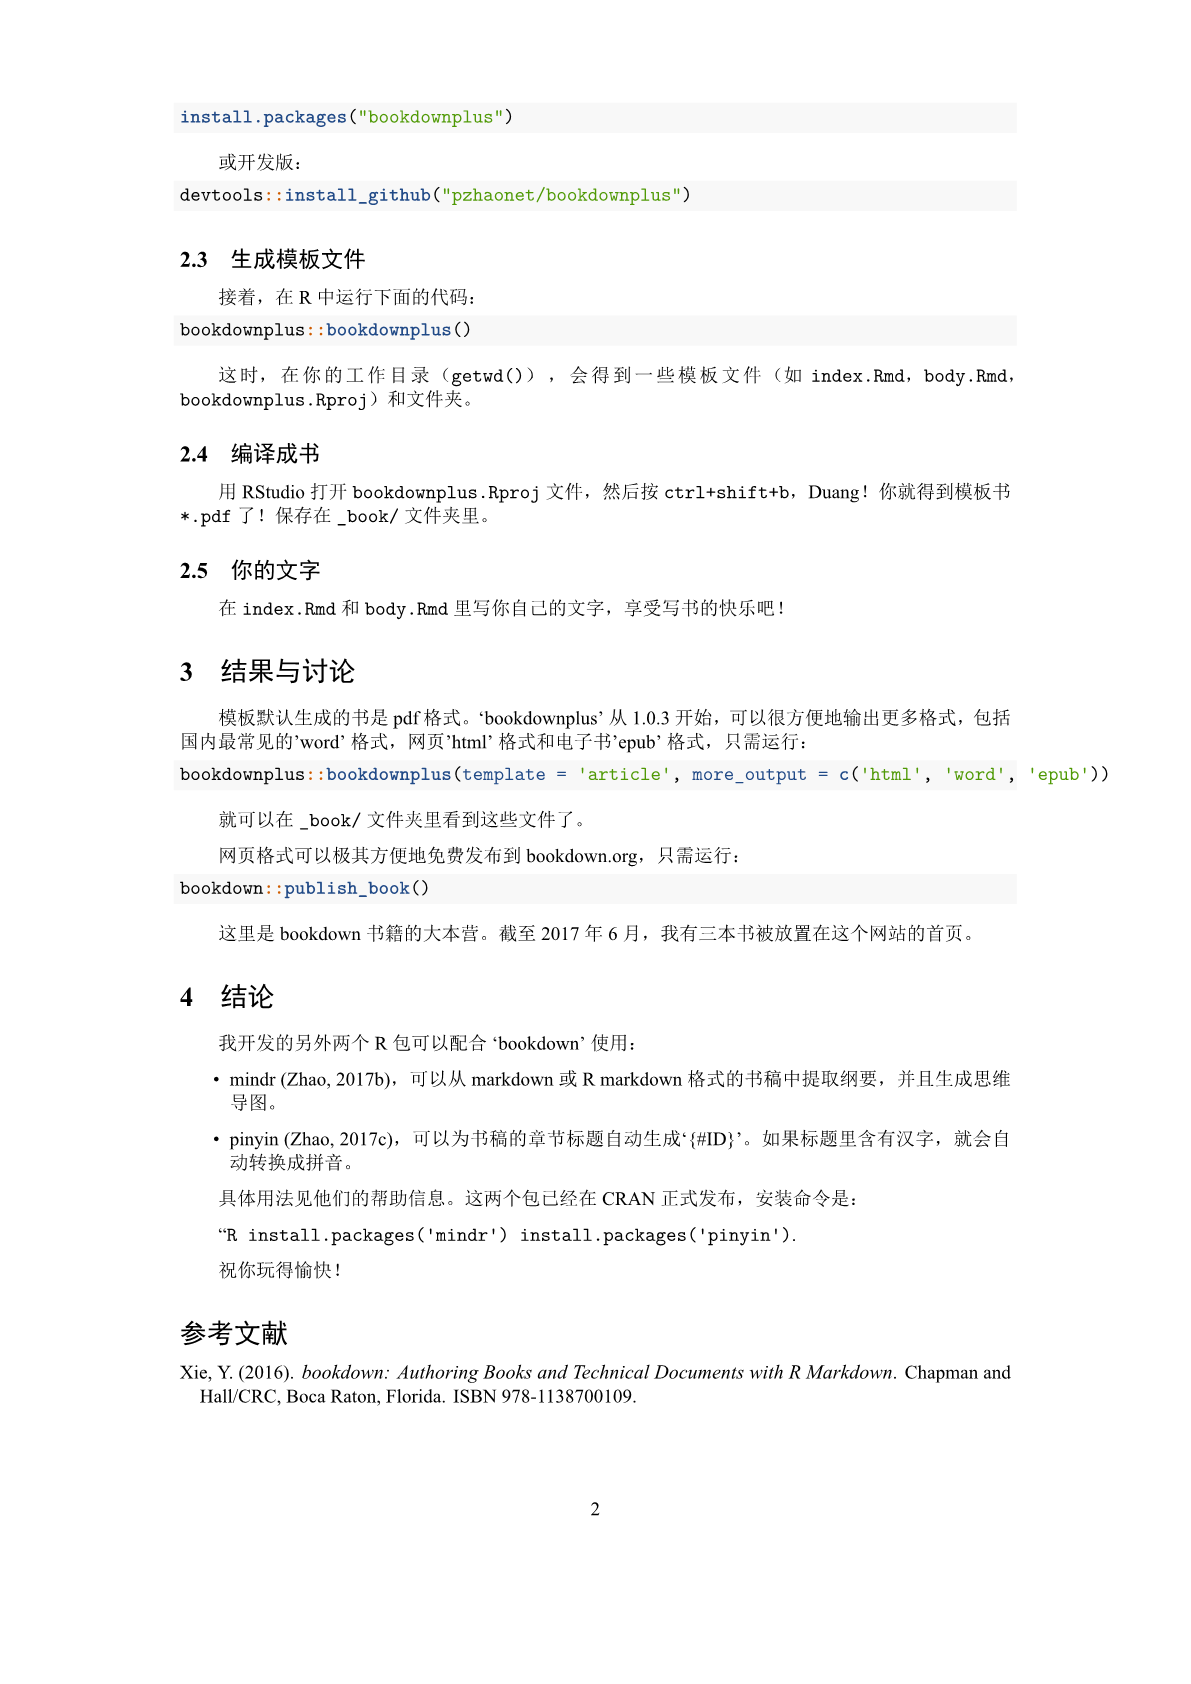 install.packages("bookdownplus")
或开发版：
devtools::install_github("pzhaonet/bookdownplus")
2.3 生成模板文件
接着，在 R 中运行下面的代码：
bookdownplus::bookdownplus()
这时，在你的工作目录（getwd()），会得到一些模板文件（如 index.Rmd，body.Rmd，
bookdownplus.Rproj）和文件夹。
2.4 编译成书
用 RStudio 打开 bookdownplus.Rproj 文件，然后按 ctrl+shift+b，Duang！你就得到模板书
*.pdf 了！保存在 _book/ 文件夹里。
2.5 你的文字
在 index.Rmd 和 body.Rmd 里写你自己的文字，享受写书的快乐吧！
3 结果与讨论
模板默认生成的书是 pdf 格式。‘bookdownplus’ 从 1.0.3 开始，可以很方便地输出更多格式，包括
国内最常见的’word’ 格式，网页’html’ 格式和电子书’epub’ 格式，只需运行：
bookdownplus::bookdownplus(template = 'article', more_output = c('html', 'word', 'epub'))
就可以在 _book/ 文件夹里看到这些文件了。
网页格式可以极其方便地免费发布到 bookdown.org，只需运行：
bookdown::publish_book()
这里是 bookdown 书籍的大本营。截至 2017 年 6 月，我有三本书被放置在这个网站的首页。
4 结论
我开发的另外两个 R 包可以配合 ‘bookdown’ 使用：
• mindr (Zhao, 2017b)，可以从 markdown 或 R markdown 格式的书稿中提取纲要，并且生成思维
导图。
• pinyin (Zhao, 2017c)，可以为书稿的章节标题自动生成‘{#ID}’。如果标题里含有汉字，就会自
动转换成拼音。
具体用法见他们的帮助信息。这两个包已经在 CRAN 正式发布，安装命令是：
“R install.packages('mindr') install.packages('pinyin').
祝你玩得愉快！
参考文献
Xie, Y. (2016). bookdown: Authoring Books and Technical Documents with R Markdown. Chapman and
Hall/CRC, Boca Raton, Florida. ISBN 978-1138700109.
2